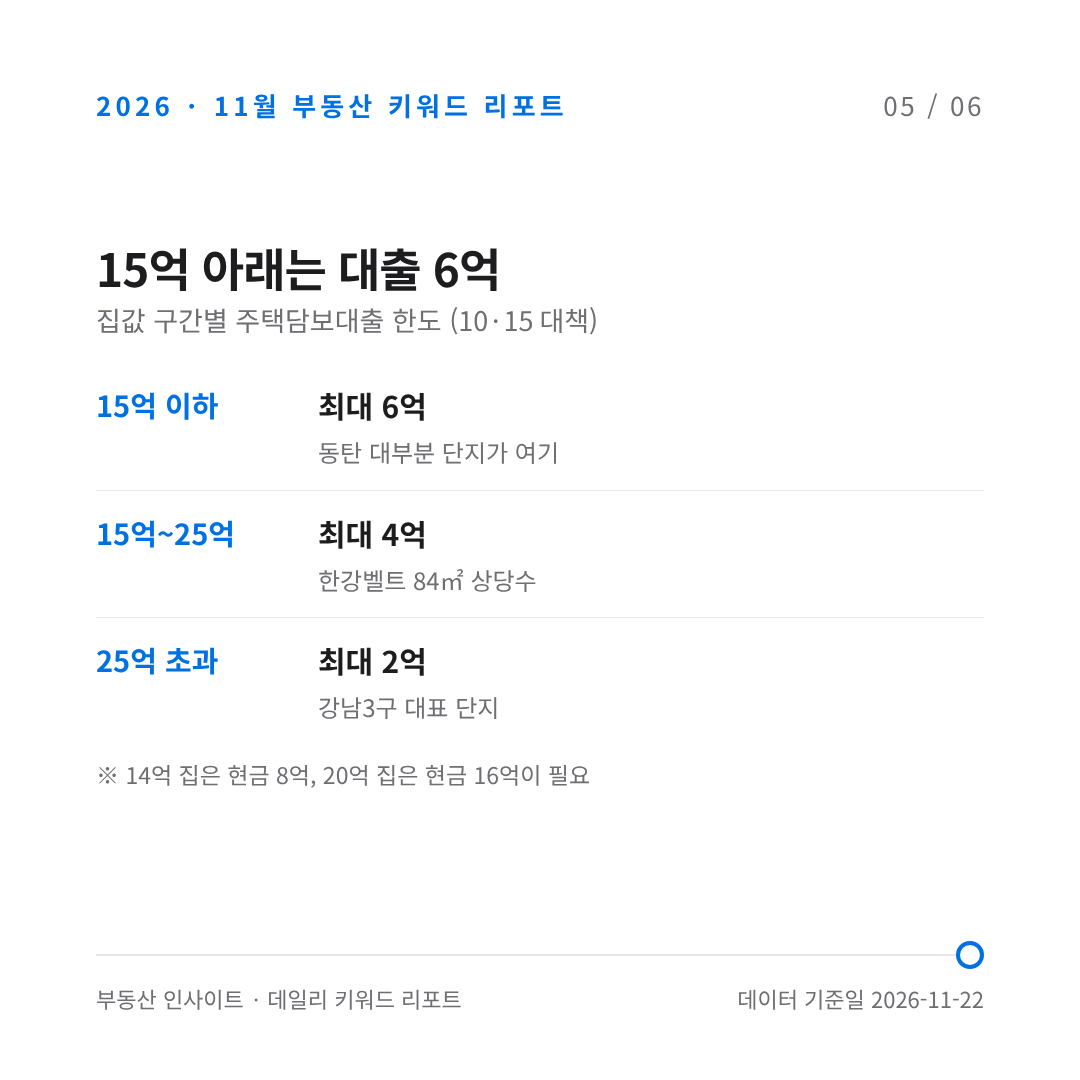 2026 · 11월 부동산 키워드 리포트
05 / 06
15억 아래는 대출 6억
집값 구간별 주택담보대출 한도 (10·15 대책)
15억 이하
최대 6억
동탄 대부분 단지가 여기
15억~25억
최대 4억
한강벨트 84㎡ 상당수
25억 초과
최대 2억
강남3구 대표 단지
※ 14억 집은 현금 8억, 20억 집은 현금 16억이 필요
부동산 인사이트 · 데일리 키워드 리포트
데이터 기준일 2026-11-22